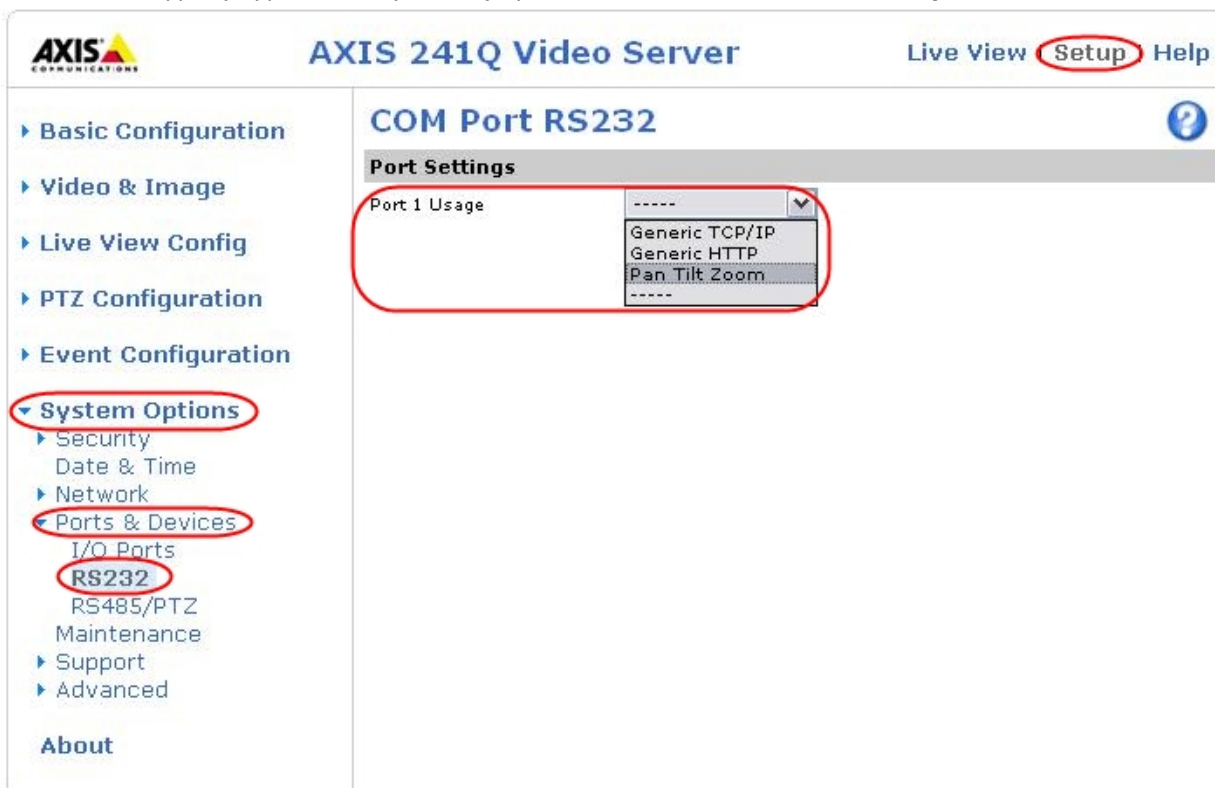 AXIS
COMMUNICATIONS
AXIS 241Q Video Server
Live View | Setup | Help
Basic Configuration
Video & Image
Live View Config
PTZ Configuration
Event Configuration
System Options
Security
Date & Time
Network
Ports & Devices
I/O Ports
RS232
RS485/PTZ
Maintenance
Support
Advanced
About
COM Port RS232
?
Port Settings
Port 1 Usage
-----
Generic TCP/IP
Generic HTTP
Pan Tilt Zoom
-----